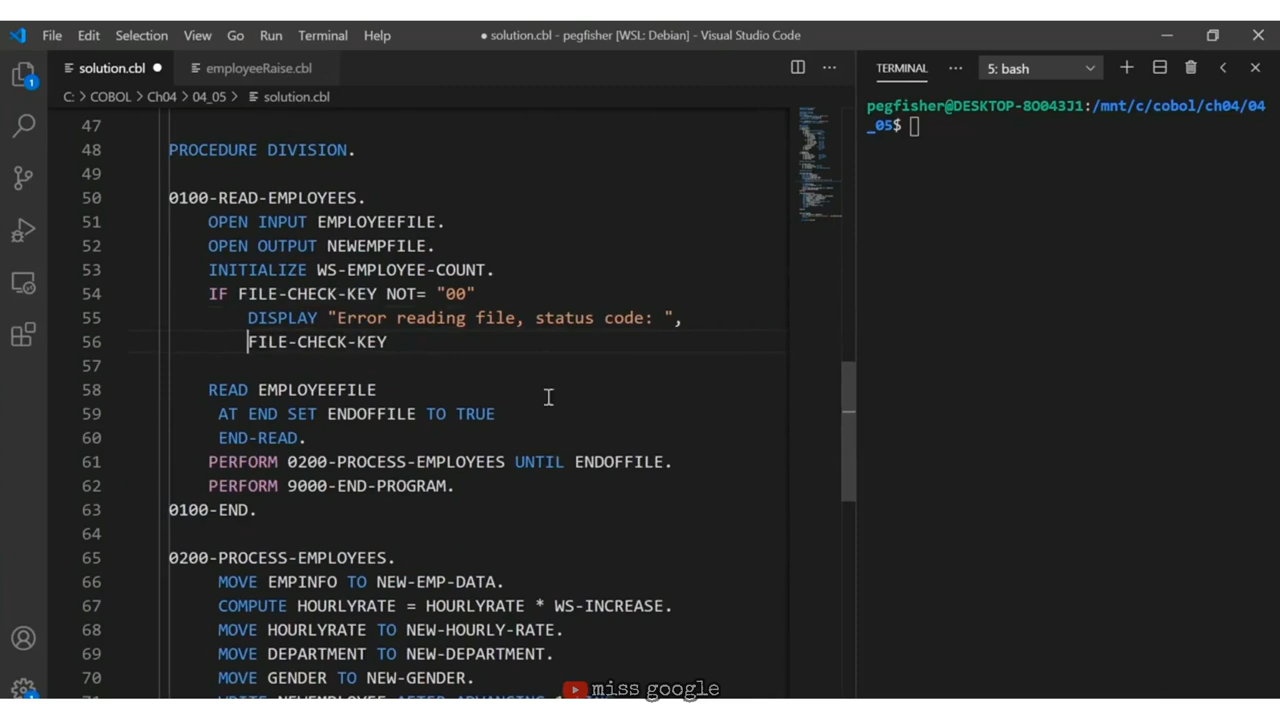 File Edit Selection View Go Run Terminal Help ● solution.cbl - pegfisher [WSL: Debian] - Visual Studio Code
solution.cbl ● employeeRaise.cbl
C: > COBOL > Ch04 > 04_05 > solution.cbl
47
48 PROCEDURE DIVISION.
49
50 0100-READ-EMPLOYEES.
51 OPEN INPUT EMPLOYEEFILE.
52 OPEN OUTPUT NEWEMPFILE.
53 INITIALIZE WS-EMPLOYEE-COUNT.
54 IF FILE-CHECK-KEY NOT= "00"
55 DISPLAY "Error reading file, status code: ",
56 FILE-CHECK-KEY
57
58 READ EMPLOYEEFILE
59 AT END SET ENDOFFILE TO TRUE
60 END-READ.
61 PERFORM 0200-PROCESS-EMPLOYEES UNTIL ENDOFFILE.
62 PERFORM 9000-END-PROGRAM.
63 0100-END.
64
65 0200-PROCESS-EMPLOYEES.
66 MOVE EMPINFO TO NEW-EMP-DATA.
67 COMPUTE HOURLYRATE = HOURLYRATE * WS-INCREASE.
68 MOVE HOURLYRATE TO NEW-HOURLY-RATE.
69 MOVE DEPARTMENT TO NEW-DEPARTMENT.
70 MOVE GENDER TO NEW-GENDER.
WRITE NEWEMPLOYEE AFTER ADVANCING
TERMINAL ··· 5: bash
pegfisher@DESKTOP-8O043J1:/mnt/c/cobol/ch04/04
_05$
1
1
miss google